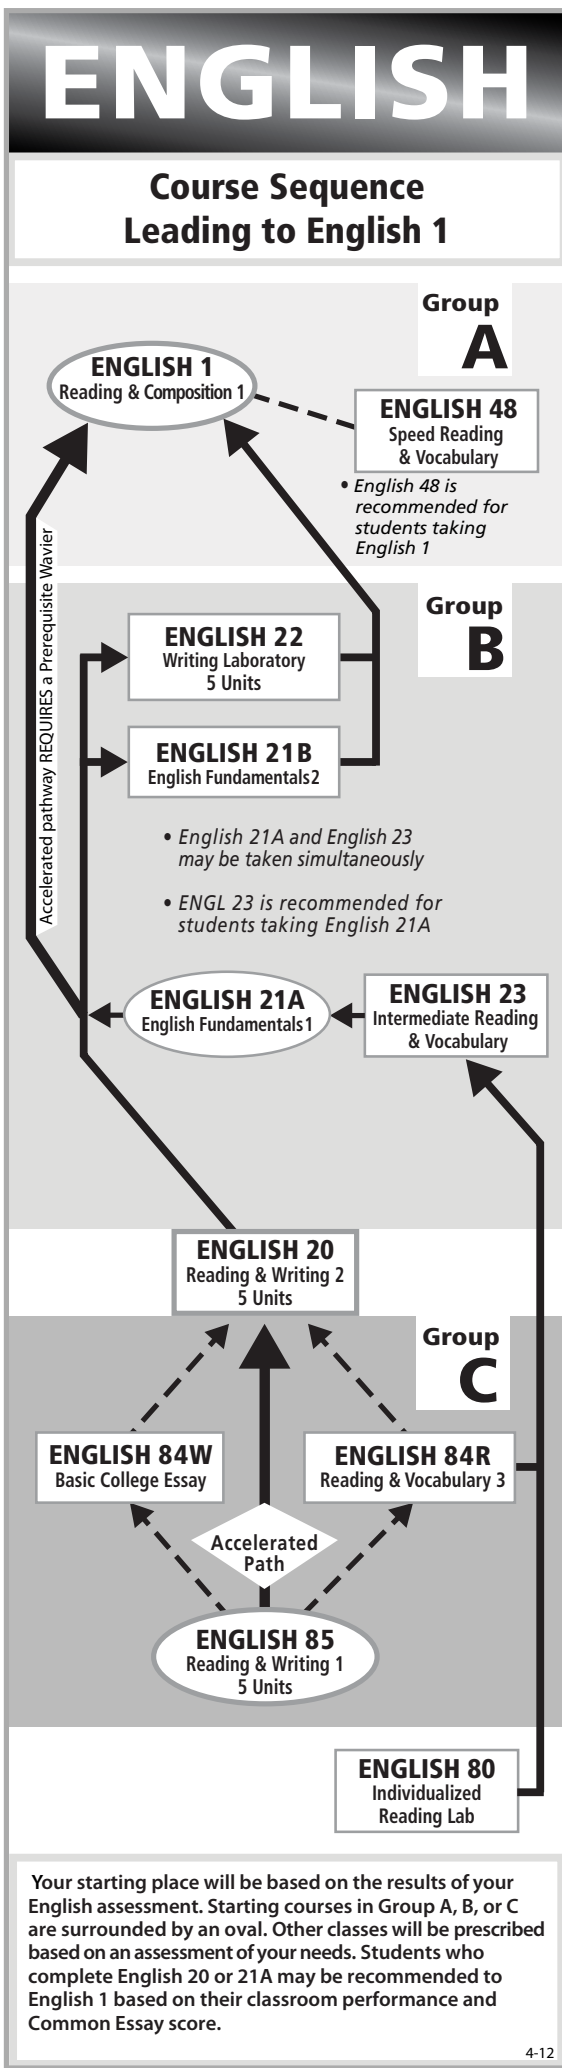 ENGLISH
Course Sequence
Leading to English 1
Group
A
ENGLISH 1
Reading & Composition 1
ENGLISH 48
Speed Reading
& Vocabulary
• English 48 is
recommended for
students taking
English 1
Accelerated pathway REQUIRES a Prerequisite Wavier
Group
B
ENGLISH 22
Writing Laboratory
5 Units
ENGLISH 21B
English Fundamentals 2
• English 21A and English 23
may be taken simultaneously
• ENGL 23 is recommended for
students taking English 21A
ENGLISH 21A
English Fundamentals 1
ENGLISH 23
Intermediate Reading
& Vocabulary
ENGLISH 20
Reading & Writing 2
5 Units
Group
C
ENGLISH 84W
Basic College Essay
ENGLISH 84R
Reading & Vocabulary 3
Accelerated
Path
ENGLISH 85
Reading & Writing 1
5 Units
ENGLISH 80
Individualized
Reading Lab
Your starting place will be based on the results of your
English assessment. Starting courses in Group A, B, or C
are surrounded by an oval. Other classes will be prescribed
based on an assessment of your needs. Students who
complete English 20 or 21A may be recommended to
English 1 based on their classroom performance and
Common Essay score.
4-12